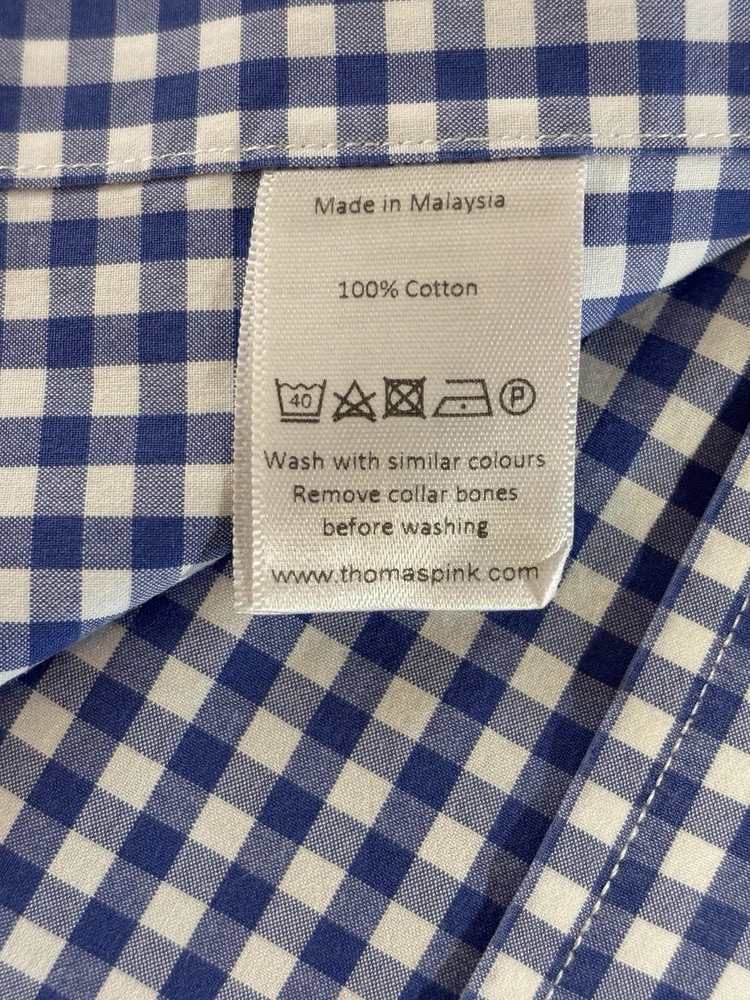 Made in Malaysia
100% Cotton
40 P
Wash with similar colours
Remove collar bones
before washing
www.thomaspink.com